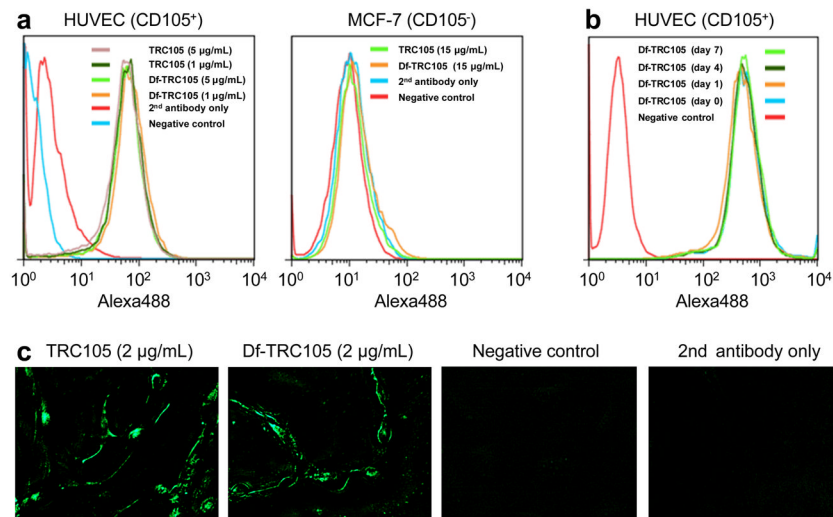 a
HUVEC (CD105⁺)
TRC105 (5 µg/mL)
TRC105 (1 µg/mL)
Df-TRC105 (5 µg/mL)
Df-TRC105 (1 µg/mL)
2ⁿᵈ antibody only
Negative control
10⁰ 10¹ 10² 10³ 10⁴
Alexa488
MCF-7 (CD105⁻)
TRC105 (15 µg/mL)
Df-TRC105 (15 µg/mL)
2ⁿᵈ antibody only
Negative control
10⁰ 10¹ 10² 10³ 10⁴
Alexa488
b
HUVEC (CD105⁺)
Df-TRC105 (day 7)
Df-TRC105 (day 4)
Df-TRC105 (day 1)
Df-TRC105 (day 0)
Negative control
10⁰ 10² 10³ 10⁴
Alexa488
c
TRC105 (2 µg/mL)
Df-TRC105 (2 µg/mL)
Negative control
2nd antibody only